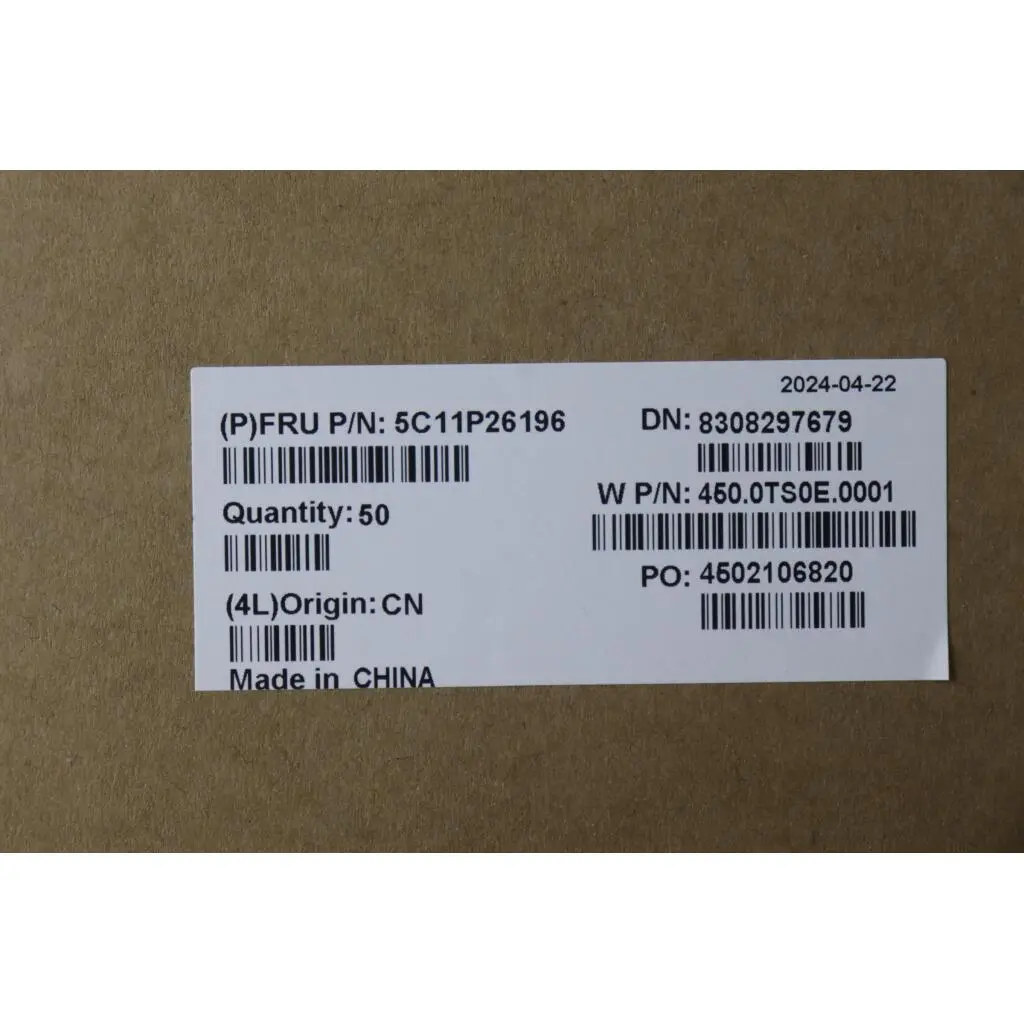 2024-04-22
(P)FRU P/N: 5C11P26196
DN: 8308297679
Quantity: 50
W P/N: 450.0TS0E.0001
(4L)Origin: CN
PO: 4502106820
Made in CHINA